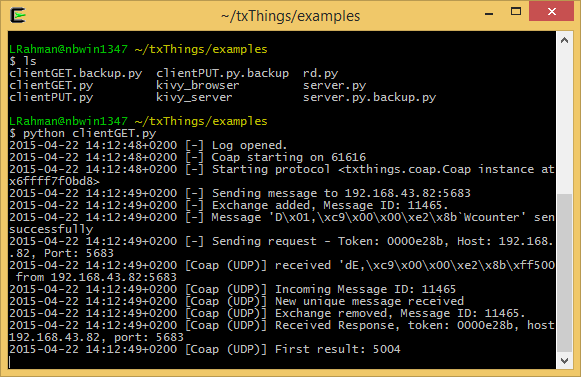 ~/txThings/examples
LRahman@nbwin1347 ~/txThings/examples
$ ls
clientGET.backup.py  clientPUT.py.backup  rd.py
clientGET.py         kivy_browser         server.py
clientPUT.py         kivy_server          server.py.backup.py
LRahman@nbwin1347 ~/txThings/examples
$ python clientGET.py
2015-04-22 14:12:48+0200 [-] Log opened.
2015-04-22 14:12:48+0200 [-] Coap starting on 61616
2015-04-22 14:12:48+0200 [-] Starting protocol <txthings.coap.Coap instance at
x6ffff7f0bd8>
2015-04-22 14:12:49+0200 [-] Sending message to 192.168.43.82:5683
2015-04-22 14:12:49+0200 [-] Exchange added, Message ID: 11465.
2015-04-22 14:12:49+0200 [-] Message 'D\x01,\xc9\x00\x00\xe2\x8b`Wcounter' sen
successfully
2015-04-22 14:12:49+0200 [-] Sending request - Token: 0000e28b, Host: 192.168.
.82, Port: 5683
2015-04-22 14:12:49+0200 [Coap (UDP)] received 'dE,\xc9\x00\x00\xe2\x8b\xff500
from 192.168.43.82:5683
2015-04-22 14:12:49+0200 [Coap (UDP)] Incoming Message ID: 11465
2015-04-22 14:12:49+0200 [Coap (UDP)] New unique message received
2015-04-22 14:12:49+0200 [Coap (UDP)] Exchange removed, Message ID: 11465.
2015-04-22 14:12:49+0200 [Coap (UDP)] Received Response, token: 0000e28b, host
192.168.43.82, port: 5683
2015-04-22 14:12:49+0200 [Coap (UDP)] First result: 5004